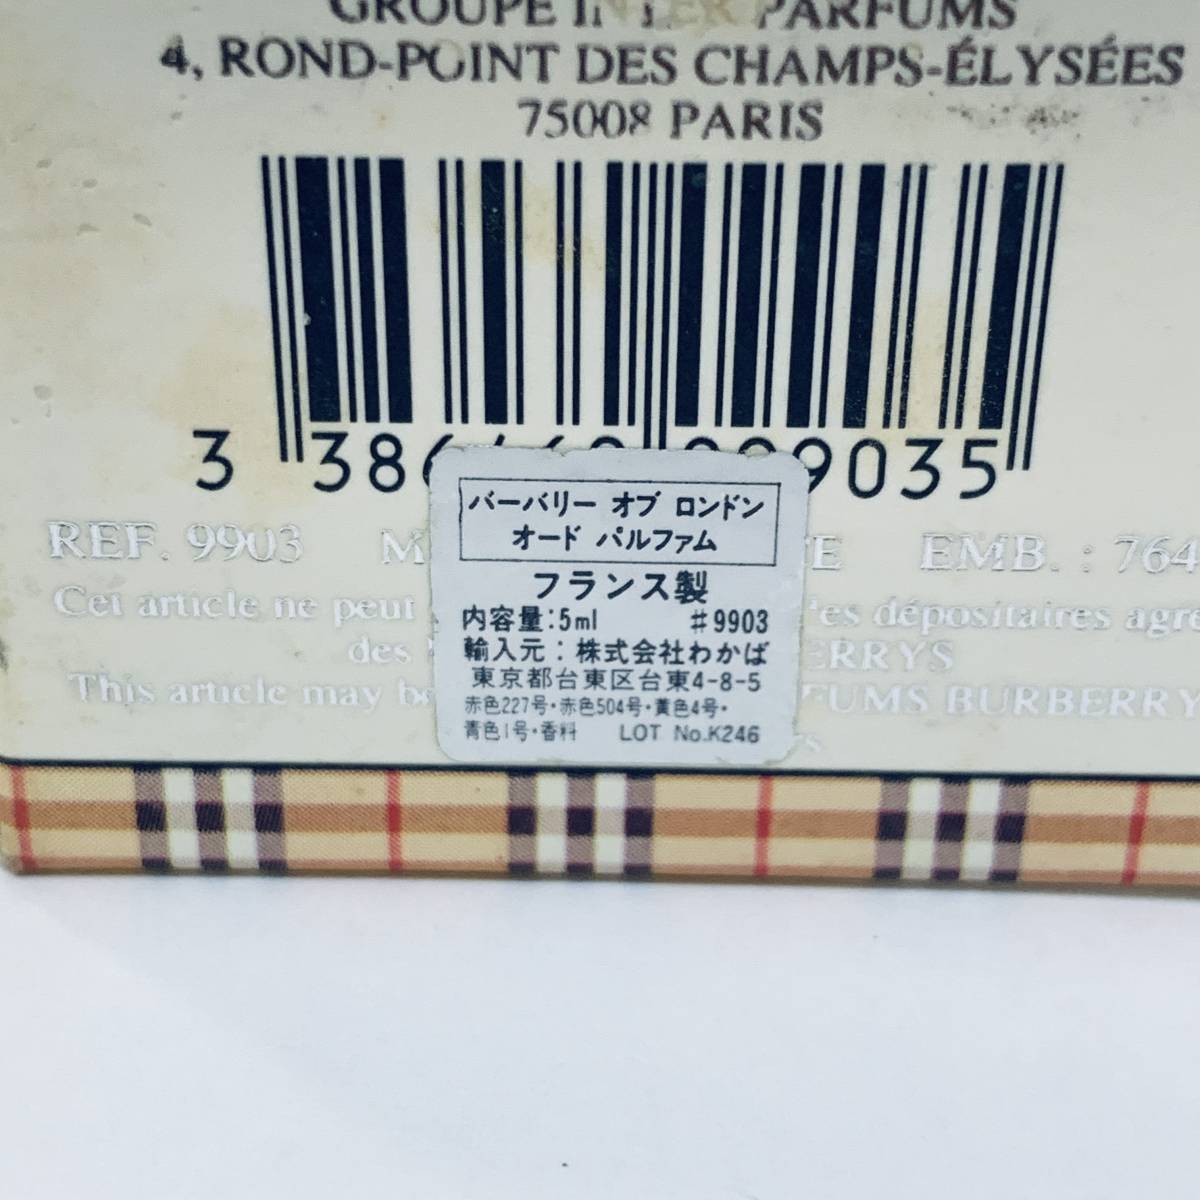 GROUPE INTER PARFUMS
4, ROND-POINT DES CHAMPS-ÉLYSÉES
75008 PARIS
3 386 9035
REF. 9903 EMB. : 764
Cet article ne peut dépositaires agré
des
This article may be BURBERRY
バーバリー オブ ロンドン
オード パルファム
フランス製
内容量:5ml #9903
輸入元:株式会社わかば
東京都台東区台東4-8-5
赤色227号・赤色504号・黄色4号・
青色1号・香料 LOT No.K246